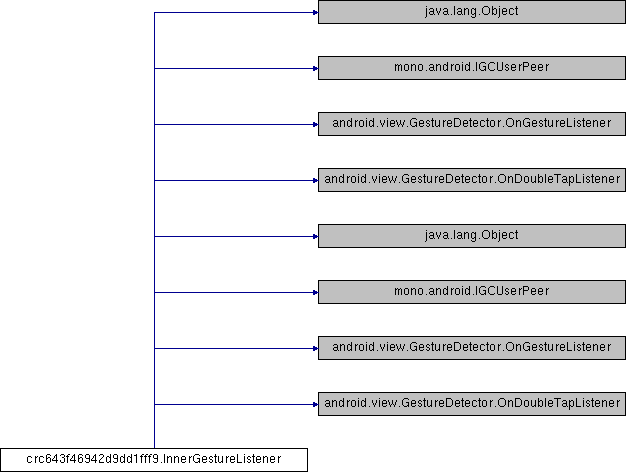 java.lang.Object
mono.android.IGCUserPeer
android.view.GestureDetector.OnGestureListener
android.view.GestureDetector.OnDoubleTapListener
java.lang.Object
mono.android.IGCUserPeer
android.view.GestureDetector.OnGestureListener
android.view.GestureDetector.OnDoubleTapListener
crc643f46942d9dd1fff9.InnerGestureListener